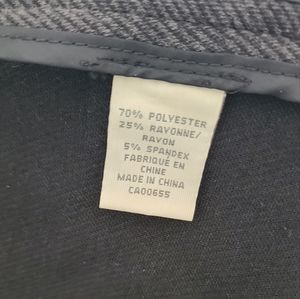 70% POLYESTER
25% RAYONNE/
RAYON
5% SPANDEX
FABRIQUÉ EN
CHINE
MADE IN CHINA
CA00655